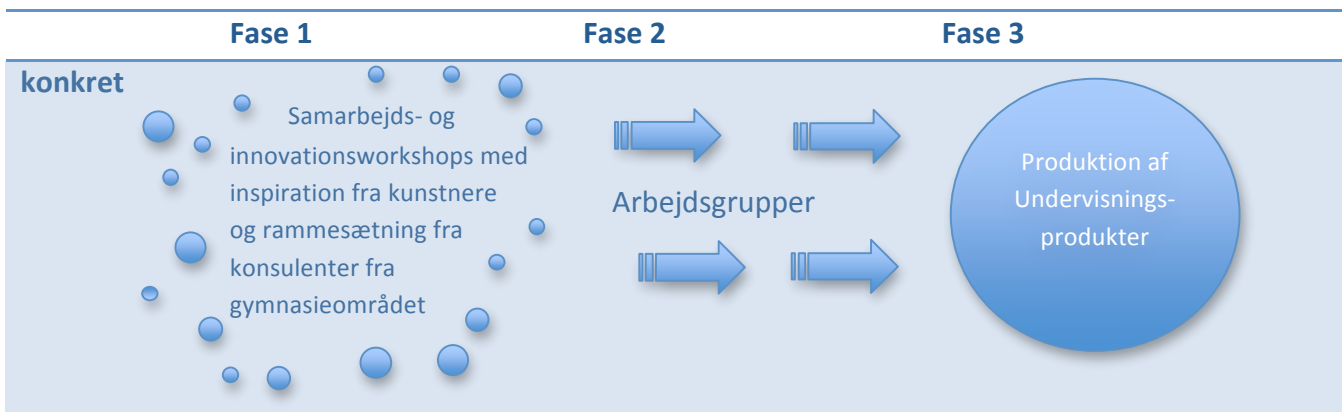 Fase 1 Fase 2 Fase 3
konkret
Samarbejds- og
innovationsworkshops med
inspiration fra kunstnere
og rammesætning fra
konsulenter fra
gymnasieområdet
Arbejdsgrupper
Produktion af
Undervisnings-
produkter